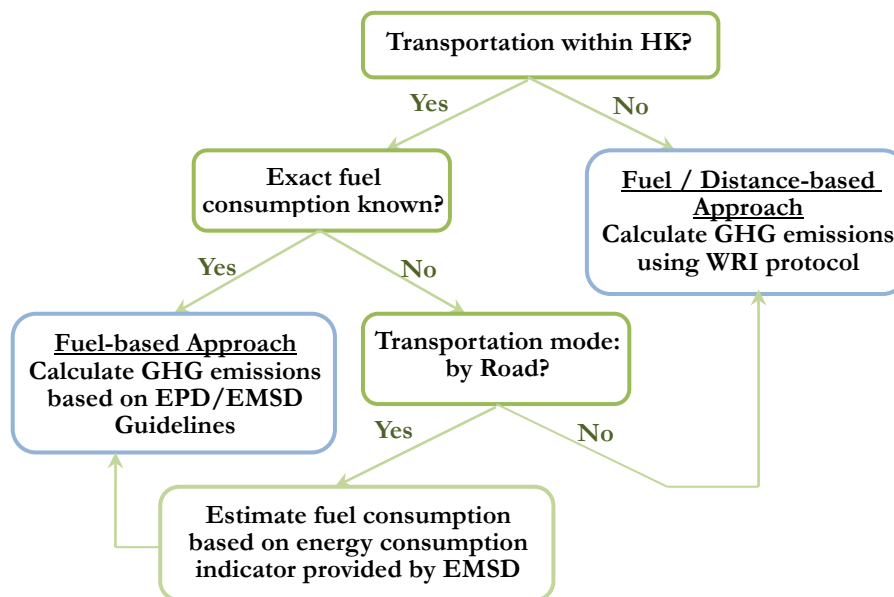 Transportation within HK?
Yes
No
Exact fuel
consumption known?
Fuel / Distance-based
Approach
Calculate GHG emissions
using WRI protocol
Yes
No
Fuel-based Approach
Calculate GHG emissions
based on EPD/EMSD
Guidelines
Transportation mode:
by Road?
Yes
No
Estimate fuel consumption
based on energy consumption
indicator provided by EMSD